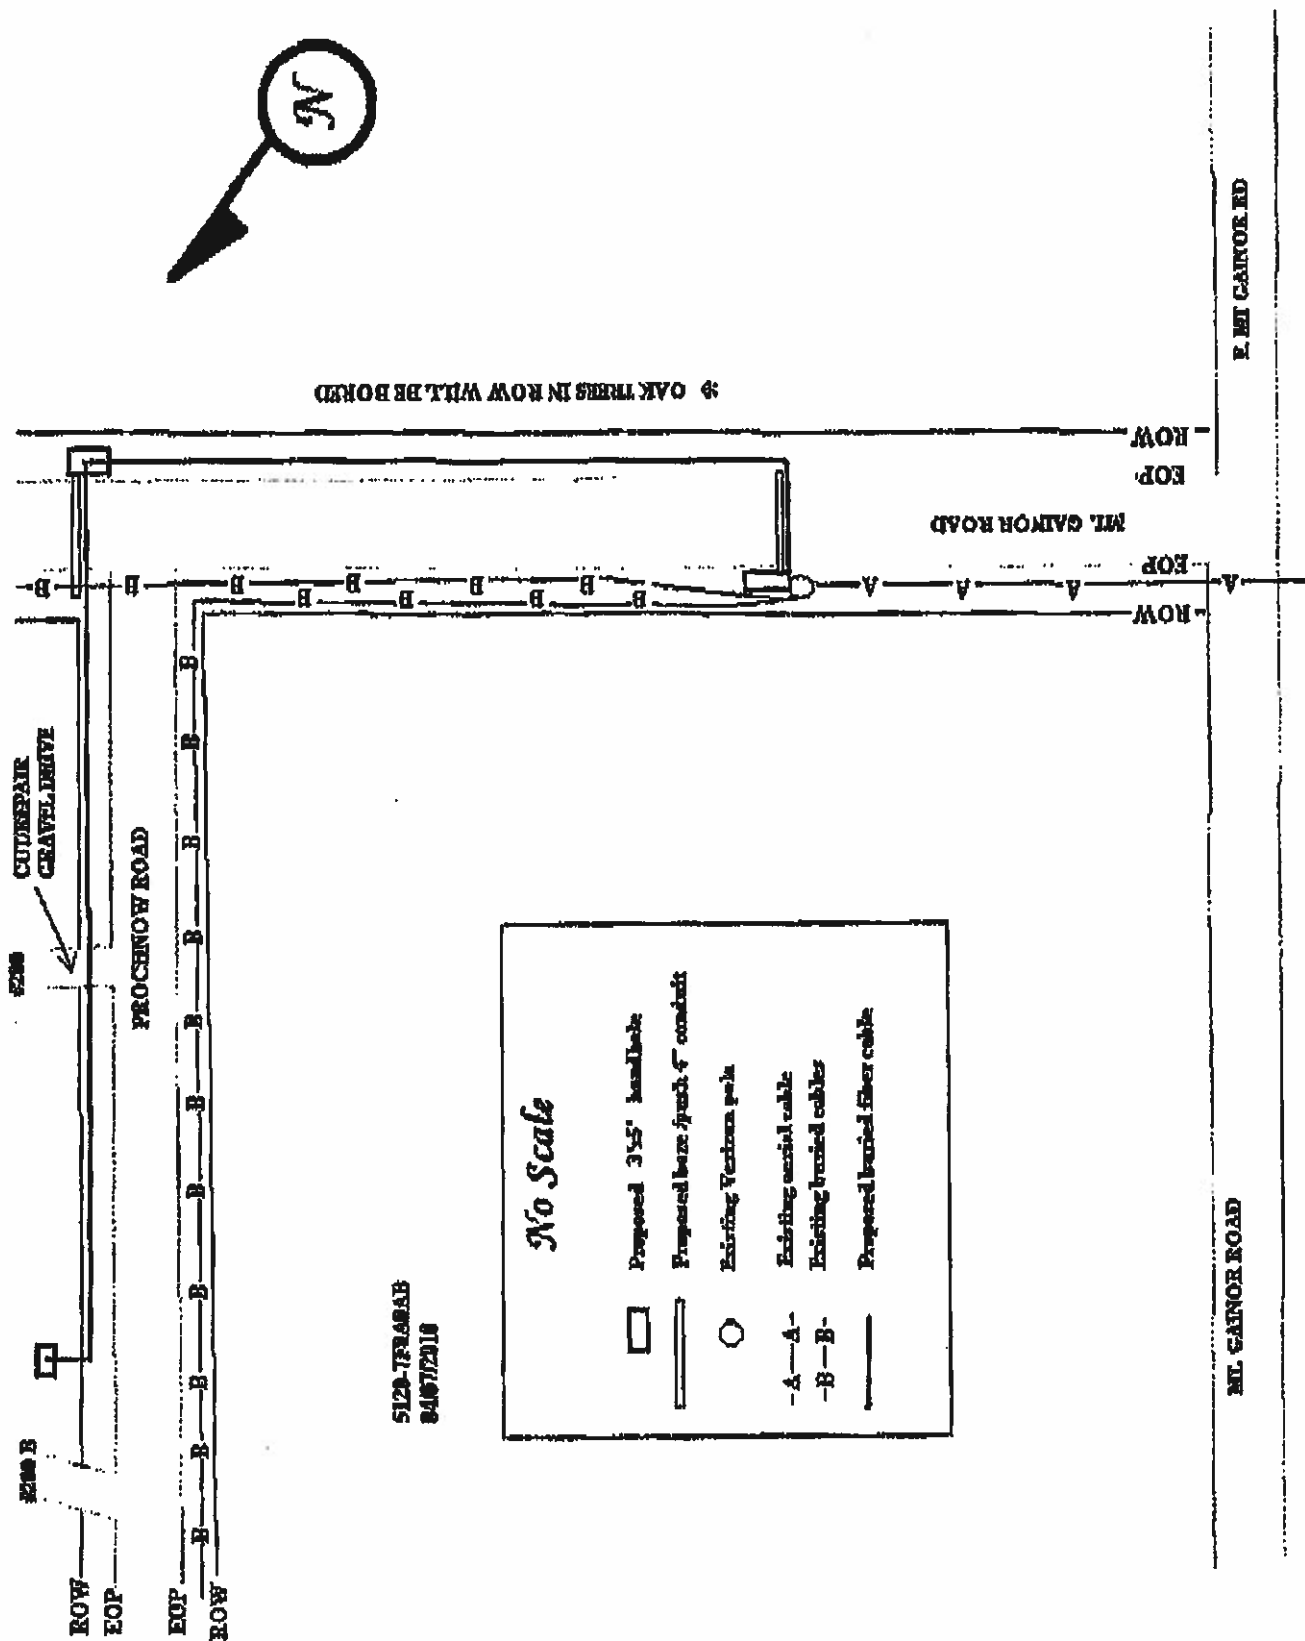 N
OAK TREES IN ROW WILL BE BORED
E. MT GAINOR RD
ROW
EOP
MT. GAINOR ROAD
EOP
ROW
B
B
B
B
B
B
B
B
B
B
B
A
A
A
A
GRAVEL DRIVE
PROCHNOW ROAD
B
B
B
B
B
B
B
B
B
B
B
ROW
EOP
EOP
ROW
No Scale
Proposed 3'x5' handhole
Proposed bore /push 4" conduit
Existing Verizon pole
-A—A- Existing aerial cable
-B—B- Existing buried cables
Proposed buried fiber cable
MT. GAINOR ROAD